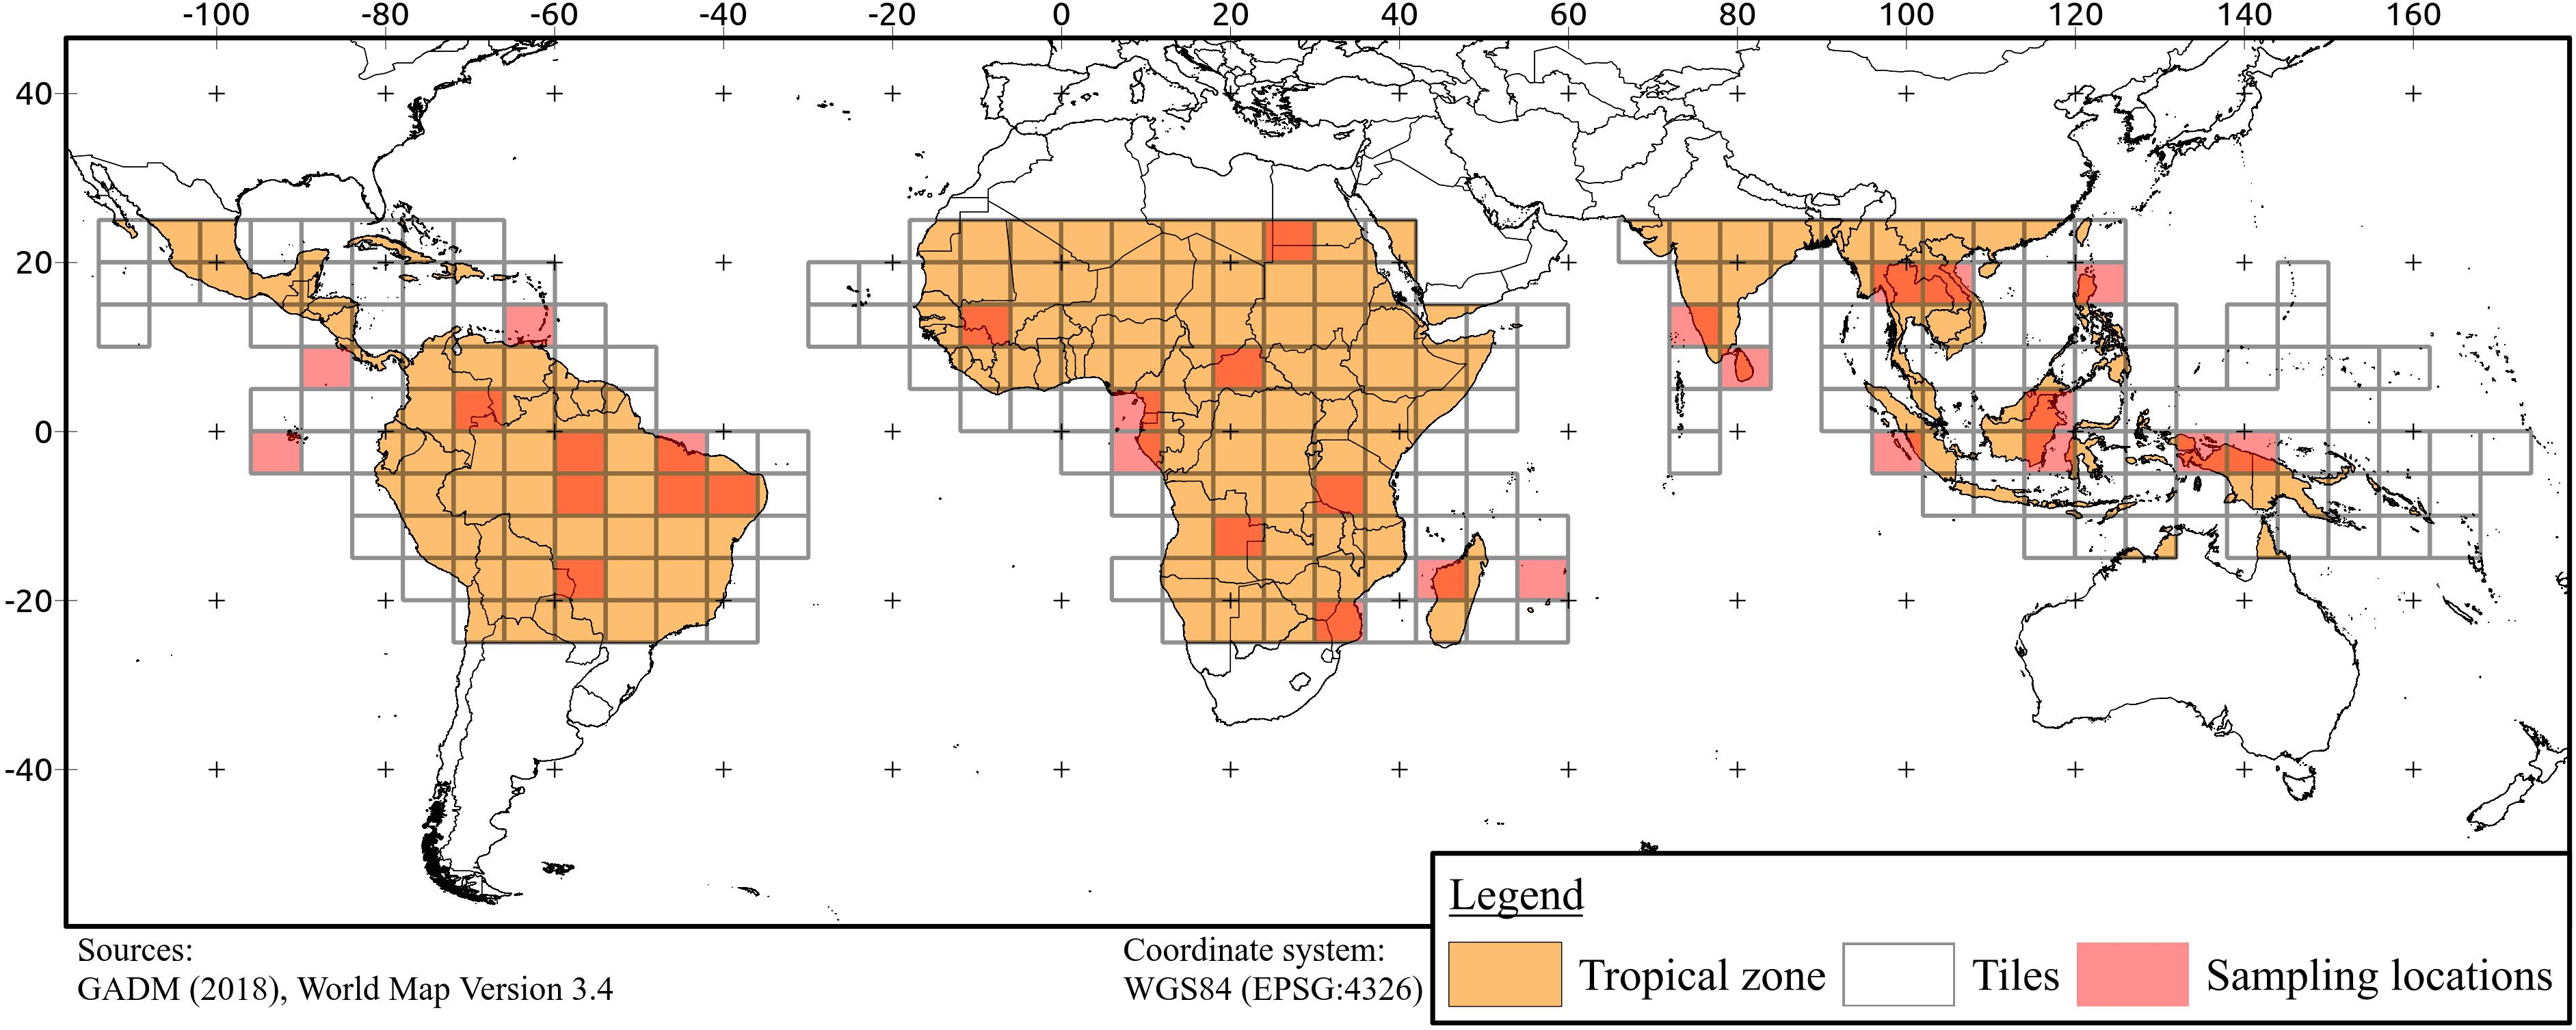 -100 -80 -60 -40 -20 0 20 40 60 80 100 120 140 160
40
20
0
-20
-40
Legend
Tropical zone Tiles Sampling locations
Sources:
GADM (2018), World Map Version 3.4
Coordinate system:
WGS84 (EPSG:4326)